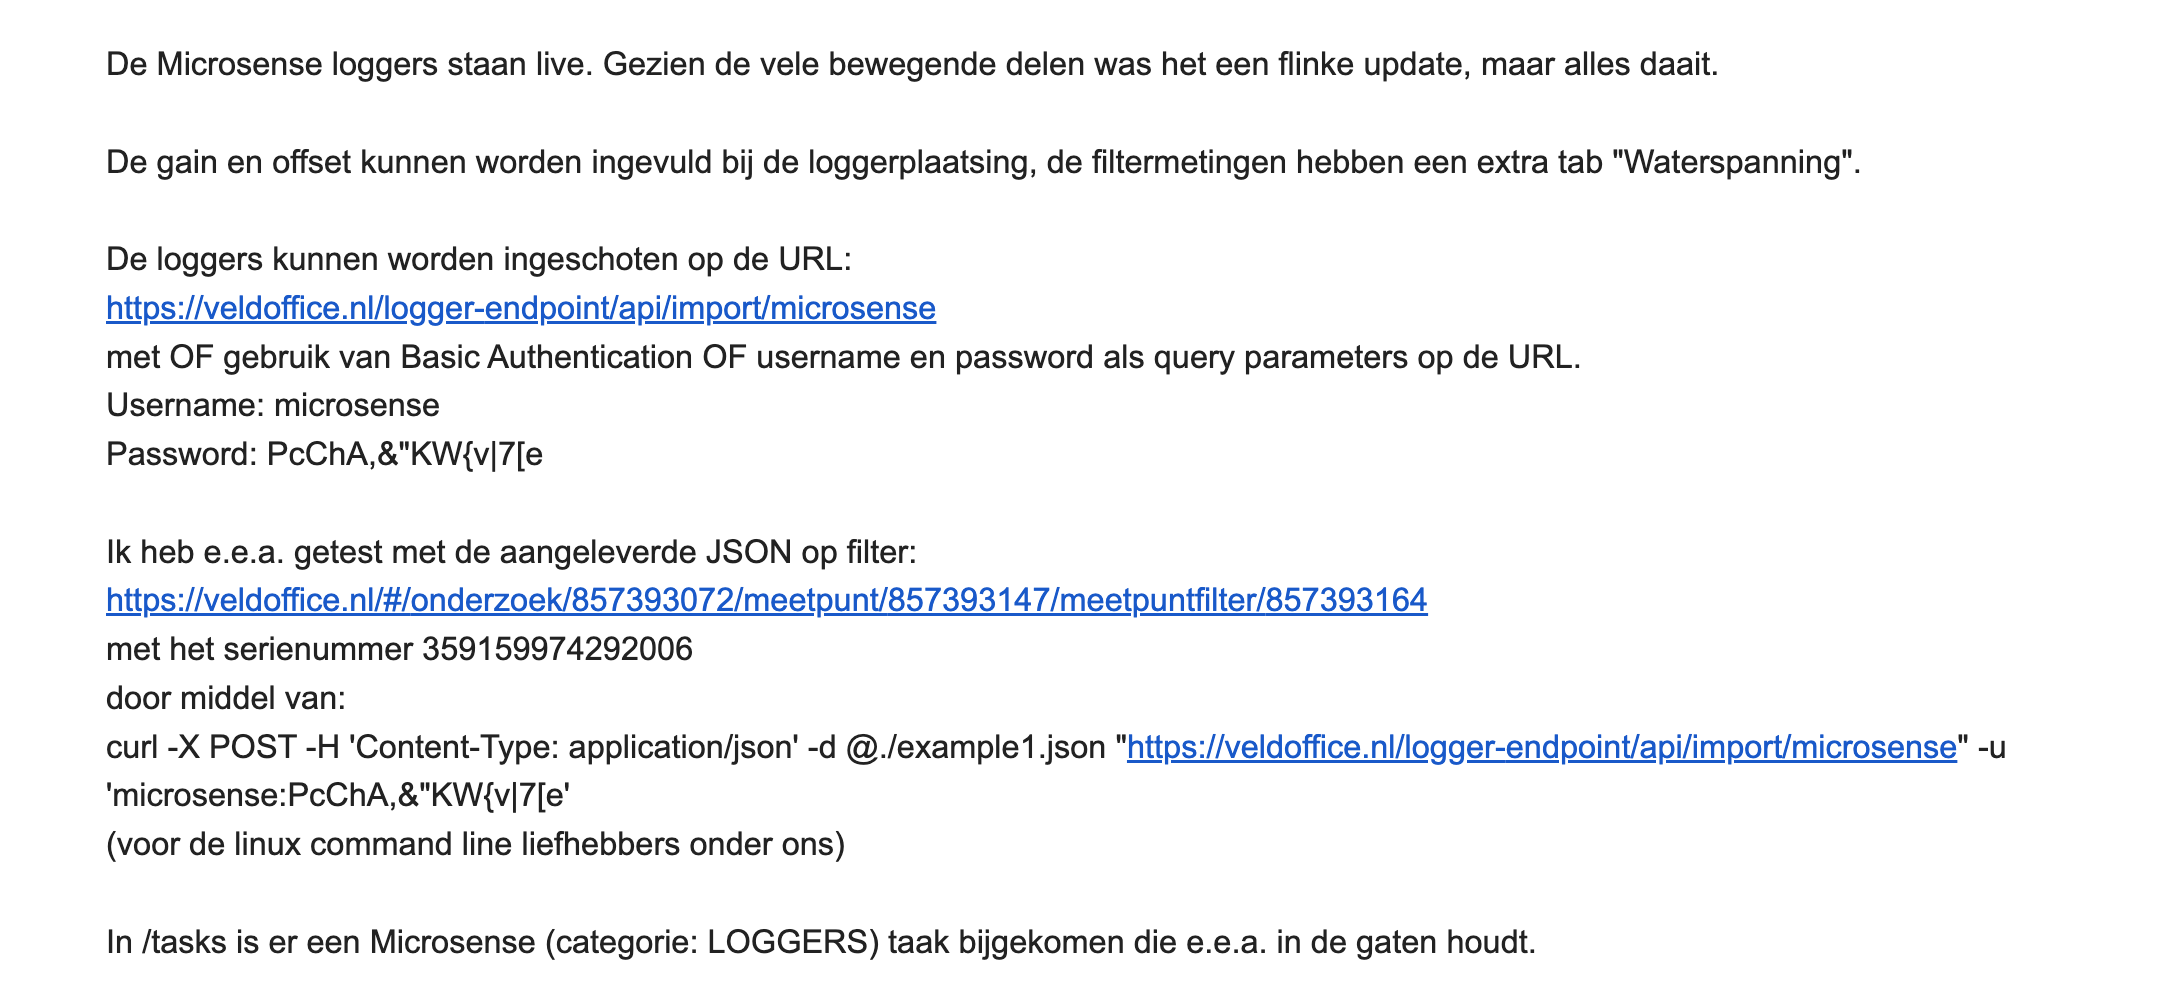 De Microsense loggers staan live. Gezien de vele bewegende delen was het een flinke update, maar alles daait.
De gain en offset kunnen worden ingevuld bij de loggerplaatsing, de filtermetingen hebben een extra tab "Waterspanning".
De loggers kunnen worden ingeschoten op de URL:
https://veldoffice.nl/logger-endpoint/api/import/microsense
met OF gebruik van Basic Authentication OF username en password als query parameters op de URL.
Username: microsense
Password: PcChA,&"KW{v|7[e
Ik heb e.e.a. getest met de aangeleverde JSON op filter:
https://veldoffice.nl/#/onderzoek/857393072/meetpunt/857393147/meetpuntfilter/857393164
met het serienummer 359159974292006
door middel van:
curl -X POST -H 'Content-Type: application/json' -d @./example1.json "https://veldoffice.nl/logger-endpoint/api/import/microsense" -u
'microsense:PcChA,&"KW{v|7[e'
(voor de linux command line liefhebbers onder ons)
In /tasks is er een Microsense (categorie: LOGGERS) taak bijgekomen die e.e.a. in de gaten houdt.